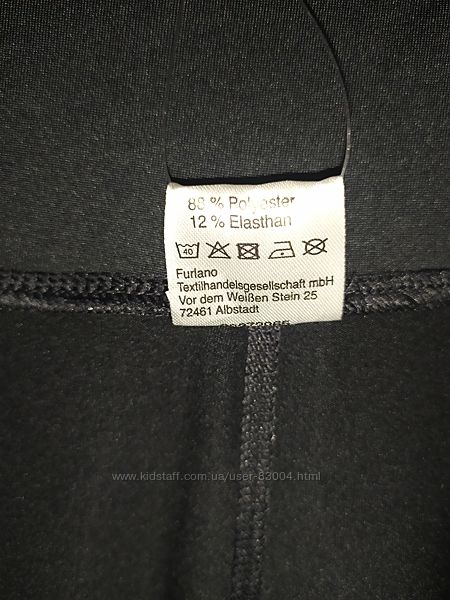 88 % Polyester
12 % Elasthan
40
Furlano
Textilhandelsgesellschaft mbH
Vor dem Weißen Stein 25
72461 Albstadt
www.kidstaff.com.ua/user-83004.html